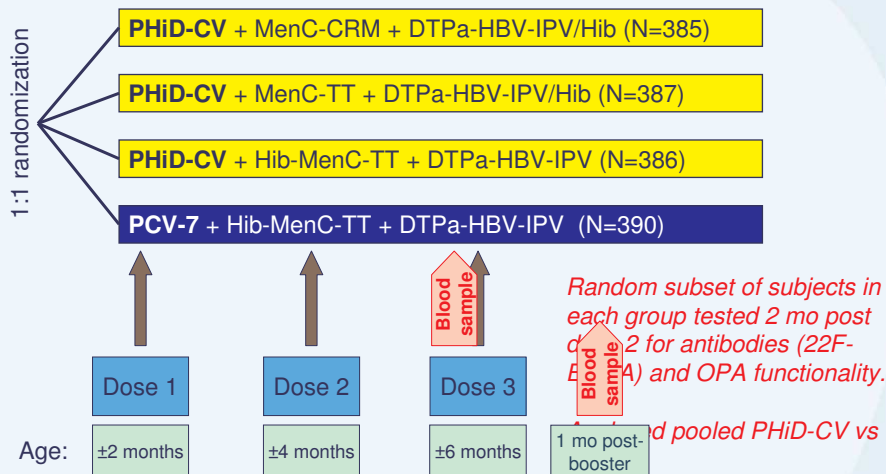 1:1 randomization
PHiD-CV + MenC-CRM + DTPa-HBV-IPV/Hib (N=385)
PHiD-CV + MenC-TT + DTPa-HBV-IPV/Hib (N=387)
PHiD-CV + Hib-MenC-TT + DTPa-HBV-IPV (N=386)
PCV-7 + Hib-MenC-TT + DTPa-HBV-IPV (N=390)
Blood
sample
Random subset of subjects in
each group tested 2 mo post
2 for antibodies (22F-
and OPA functionality.
pooled PHiD-CV vs
Blood
sample
Dose 1
Dose 2
Dose 3
Age:
±2 months
±4 months
±6 months
1 mo post-
booster